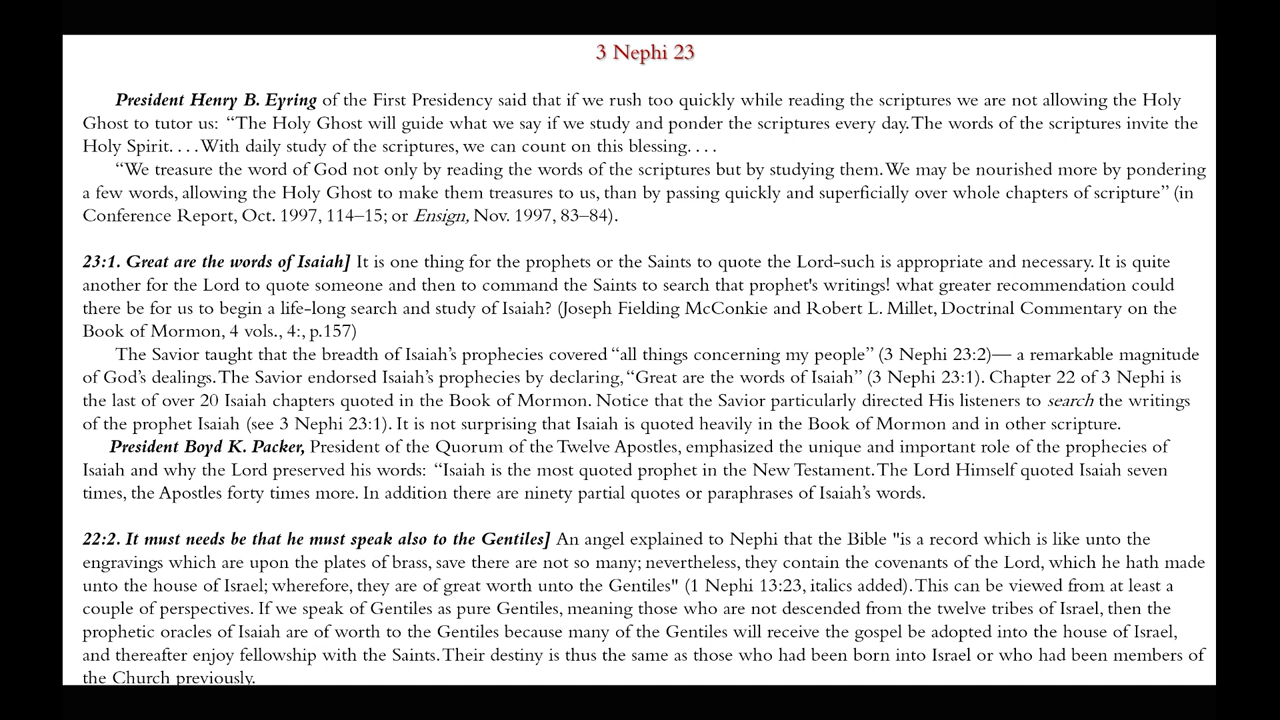 3 Nephi 23
President Henry B. Eyring of the First Presidency said that if we rush too quickly while reading the scriptures we are not allowing the Holy
Ghost to tutor us: “The Holy Ghost will guide what we say if we study and ponder the scriptures every day. The words of the scriptures invite the
Holy Spirit. . . . With daily study of the scriptures, we can count on this blessing. . . .
“We treasure the word of God not only by reading the words of the scriptures but by studying them. We may be nourished more by pondering
a few words, allowing the Holy Ghost to make them treasures to us, than by passing quickly and superficially over whole chapters of scripture” (in
Conference Report, Oct. 1997, 114–15; or Ensign, Nov. 1997, 83–84).
23:1. Great are the words of Isaiah] It is one thing for the prophets or the Saints to quote the Lord-such is appropriate and necessary. It is quite
another for the Lord to quote someone and then to command the Saints to search that prophet's writings! what greater recommendation could
there be for us to begin a life-long search and study of Isaiah? (Joseph Fielding McConkie and Robert L. Millet, Doctrinal Commentary on the
Book of Mormon, 4 vols., 4:, p.157)
The Savior taught that the breadth of Isaiah’s prophecies covered “all things concerning my people” (3 Nephi 23:2)— a remarkable magnitude
of God’s dealings. The Savior endorsed Isaiah’s prophecies by declaring, “Great are the words of Isaiah” (3 Nephi 23:1). Chapter 22 of 3 Nephi is
the last of over 20 Isaiah chapters quoted in the Book of Mormon. Notice that the Savior particularly directed His listeners to search the writings
of the prophet Isaiah (see 3 Nephi 23:1). It is not surprising that Isaiah is quoted heavily in the Book of Mormon and in other scripture.
President Boyd K. Packer, President of the Quorum of the Twelve Apostles, emphasized the unique and important role of the prophecies of
Isaiah and why the Lord preserved his words: “Isaiah is the most quoted prophet in the New Testament. The Lord Himself quoted Isaiah seven
times, the Apostles forty times more. In addition there are ninety partial quotes or paraphrases of Isaiah’s words.
22:2. It must needs be that he must speak also to the Gentiles] An angel explained to Nephi that the Bible "is a record which is like unto the
engravings which are upon the plates of brass, save there are not so many; nevertheless, they contain the covenants of the Lord, which he hath made
unto the house of Israel; wherefore, they are of great worth unto the Gentiles" (1 Nephi 13:23, italics added). This can be viewed from at least a
couple of perspectives. If we speak of Gentiles as pure Gentiles, meaning those who are not descended from the twelve tribes of Israel, then the
prophetic oracles of Isaiah are of worth to the Gentiles because many of the Gentiles will receive the gospel be adopted into the house of Israel,
and thereafter enjoy fellowship with the Saints. Their destiny is thus the same as those who had been born into Israel or who had been members of
the Church previously.